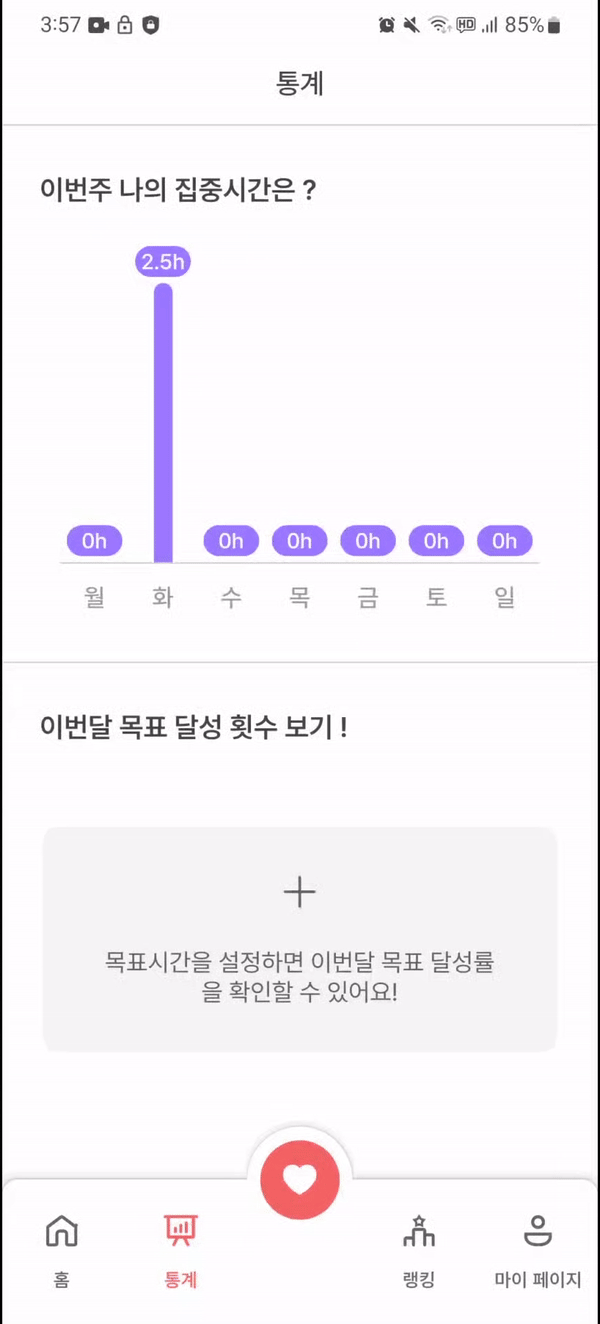 3:57 HD 85%
통계
이번주 나의 집중시간은 ?
2.5h
0h 0h 0h 0h 0h 0h
월 화 수 목 금 토 일
이번달 목표 달성 횟수 보기 !
목표시간을 설정하면 이번달 목표 달성률
을 확인할 수 있어요!
홈 통계 랭킹 마이 페이지